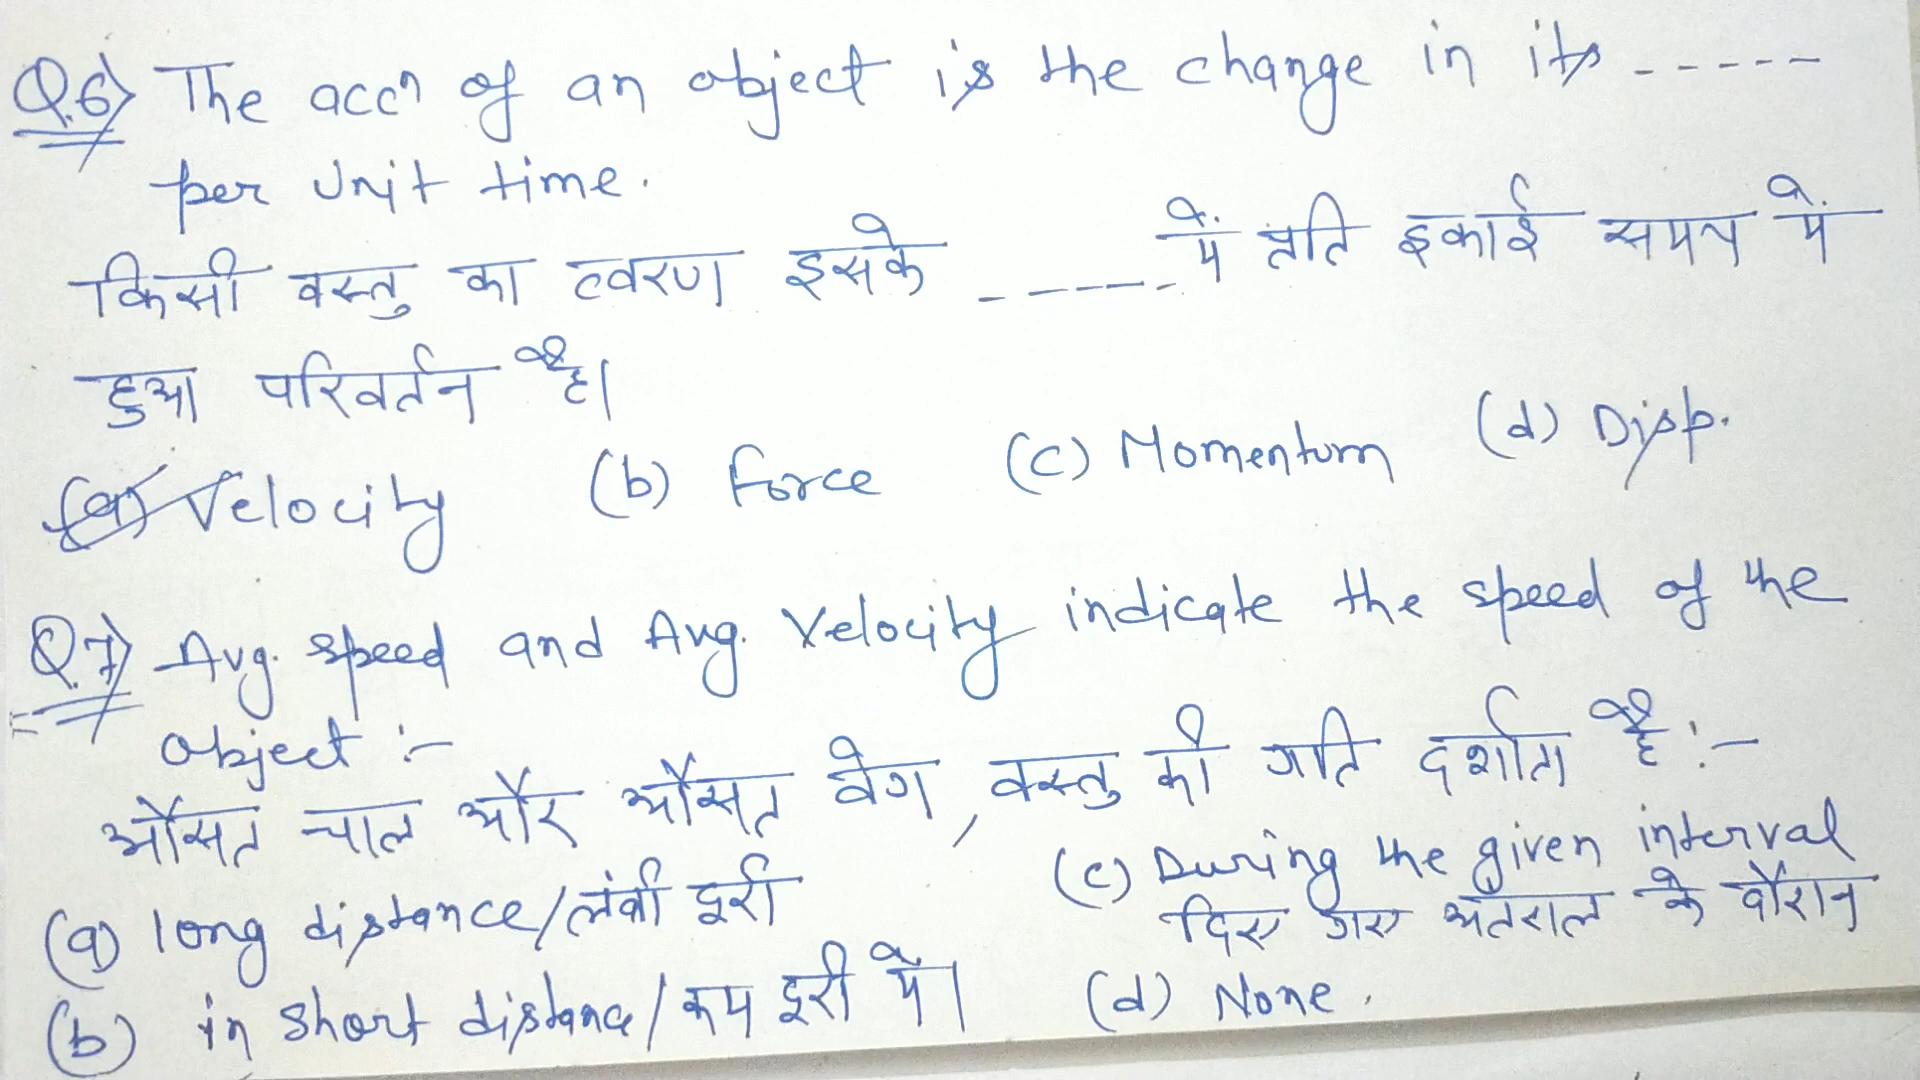 Q.6) The accn of an object is the change in its -----
per unit time.
किसी वस्तु का त्वरण इसके ----- में प्रति इकाई समय में
हुआ परिवर्तन है।
(a) Velocity (b) Force (c) Momentum (d) Disp.
Q.7) Avg. speed and Avg. Velocity indicate the speed of the
object :-
औसत चाल और औसत वेग, वस्तु की गति दर्शाता है :-
(a) long distance/लंबी दूरी
(c) During the given interval
दिए गए अंतराल के दौरान
(b) in short distance/कम दूरी में।
(d) None.